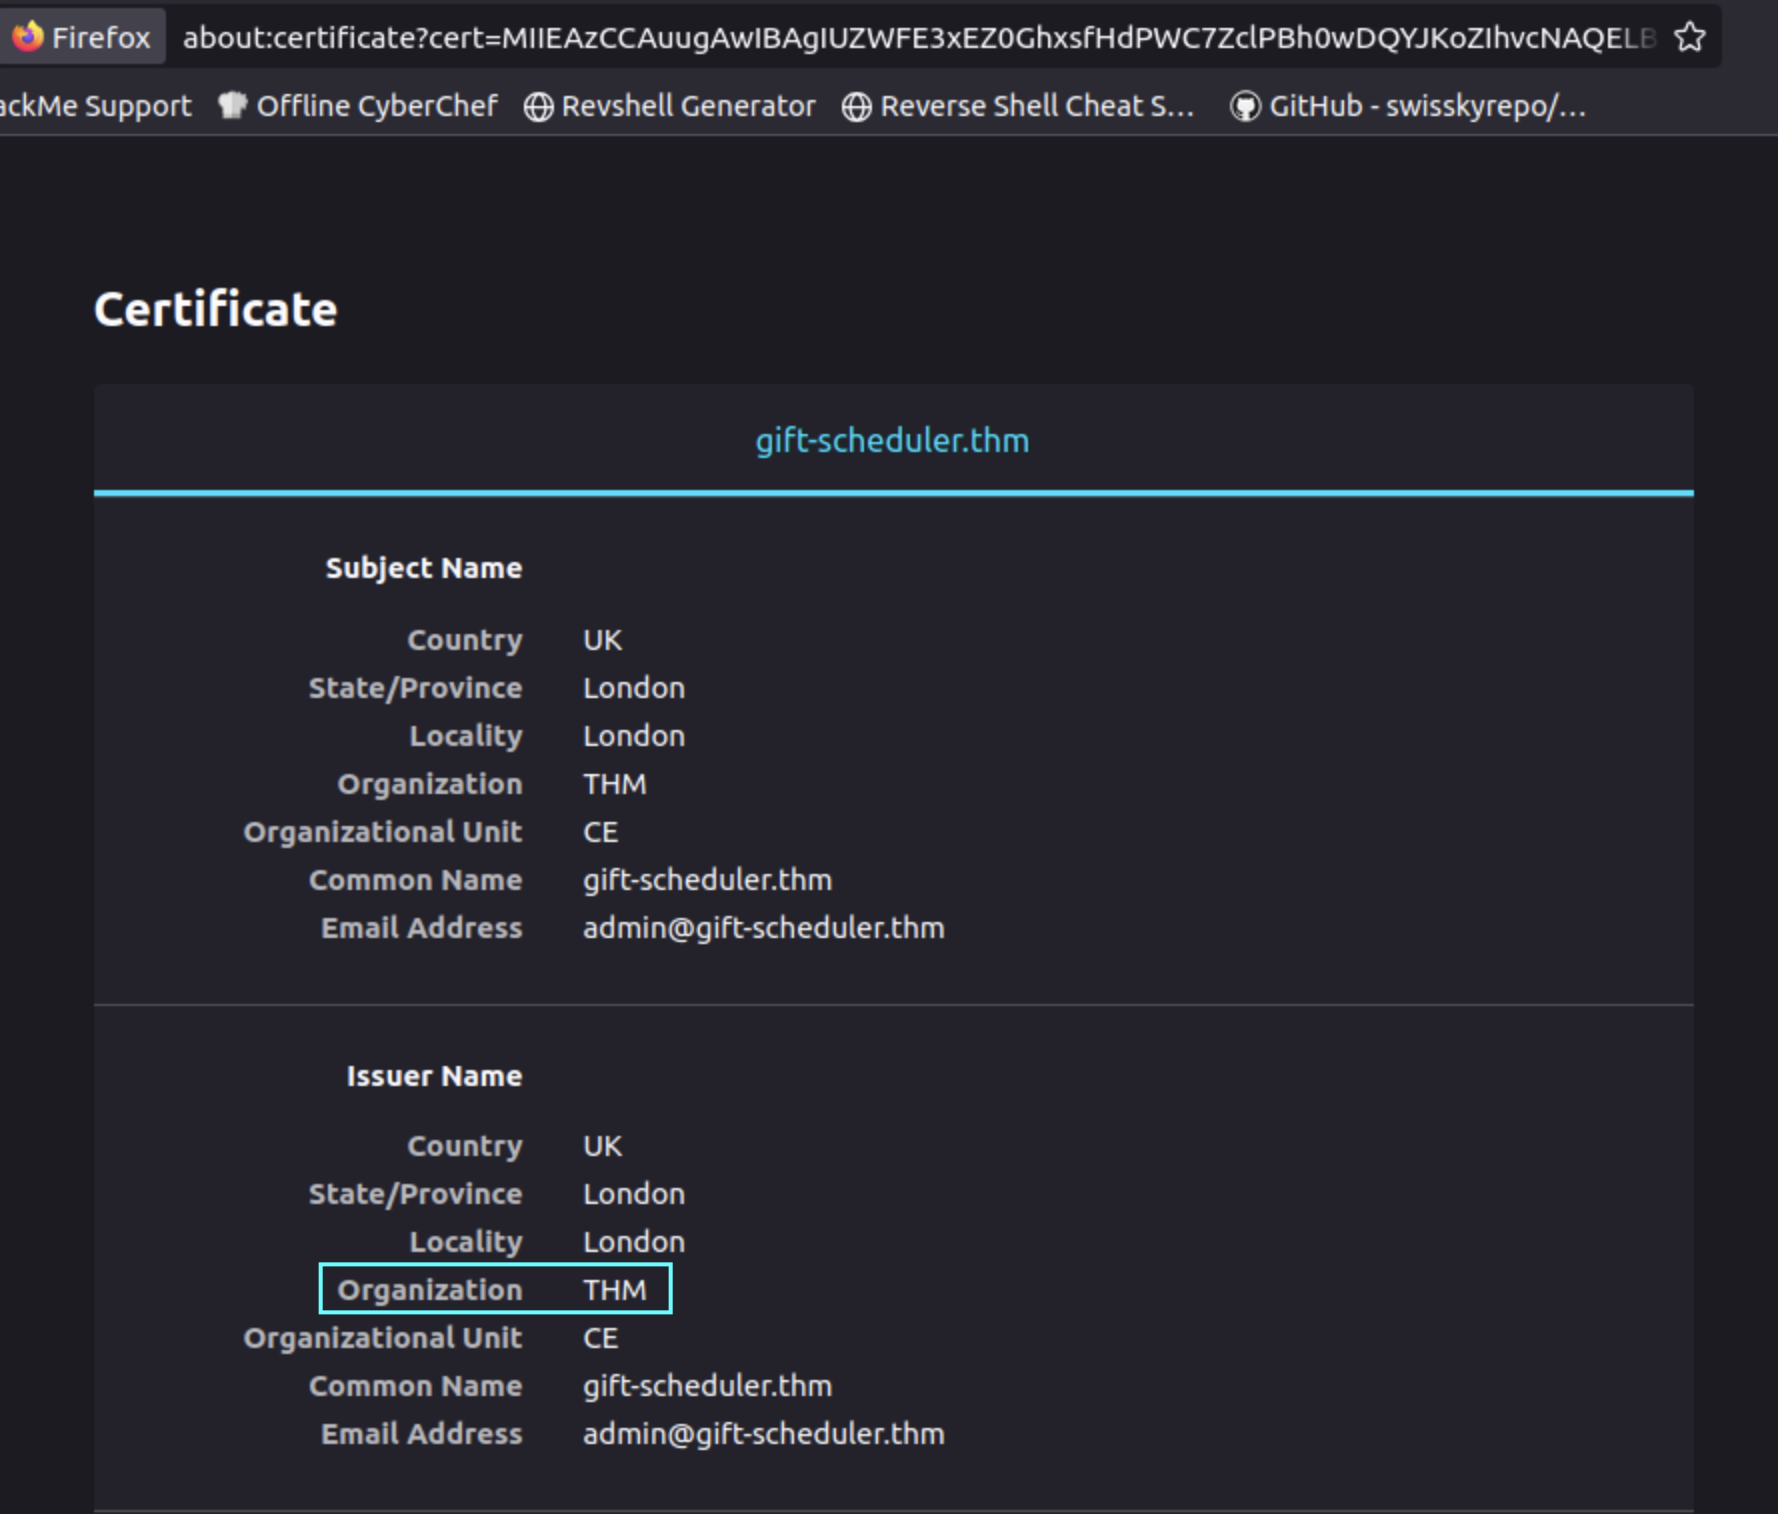 Firefox about:certificate?cert=MIIEAzCCAuugAwIBAgIUZWFE3xEZ0GhxsfHdPWC7ZclPBh0wDQYJKoZIhvcNAQELB
ackMe Support Offline CyberChef Revshell Generator Reverse Shell Cheat S... GitHub - swisskyrepo/...
Certificate
gift-scheduler.thm
Subject Name
Country UK
State/Province London
Locality London
Organization THM
Organizational Unit CE
Common Name gift-scheduler.thm
Email Address admin@gift-scheduler.thm
Issuer Name
Country UK
State/Province London
Locality London
Organization THM
Organizational Unit CE
Common Name gift-scheduler.thm
Email Address admin@gift-scheduler.thm